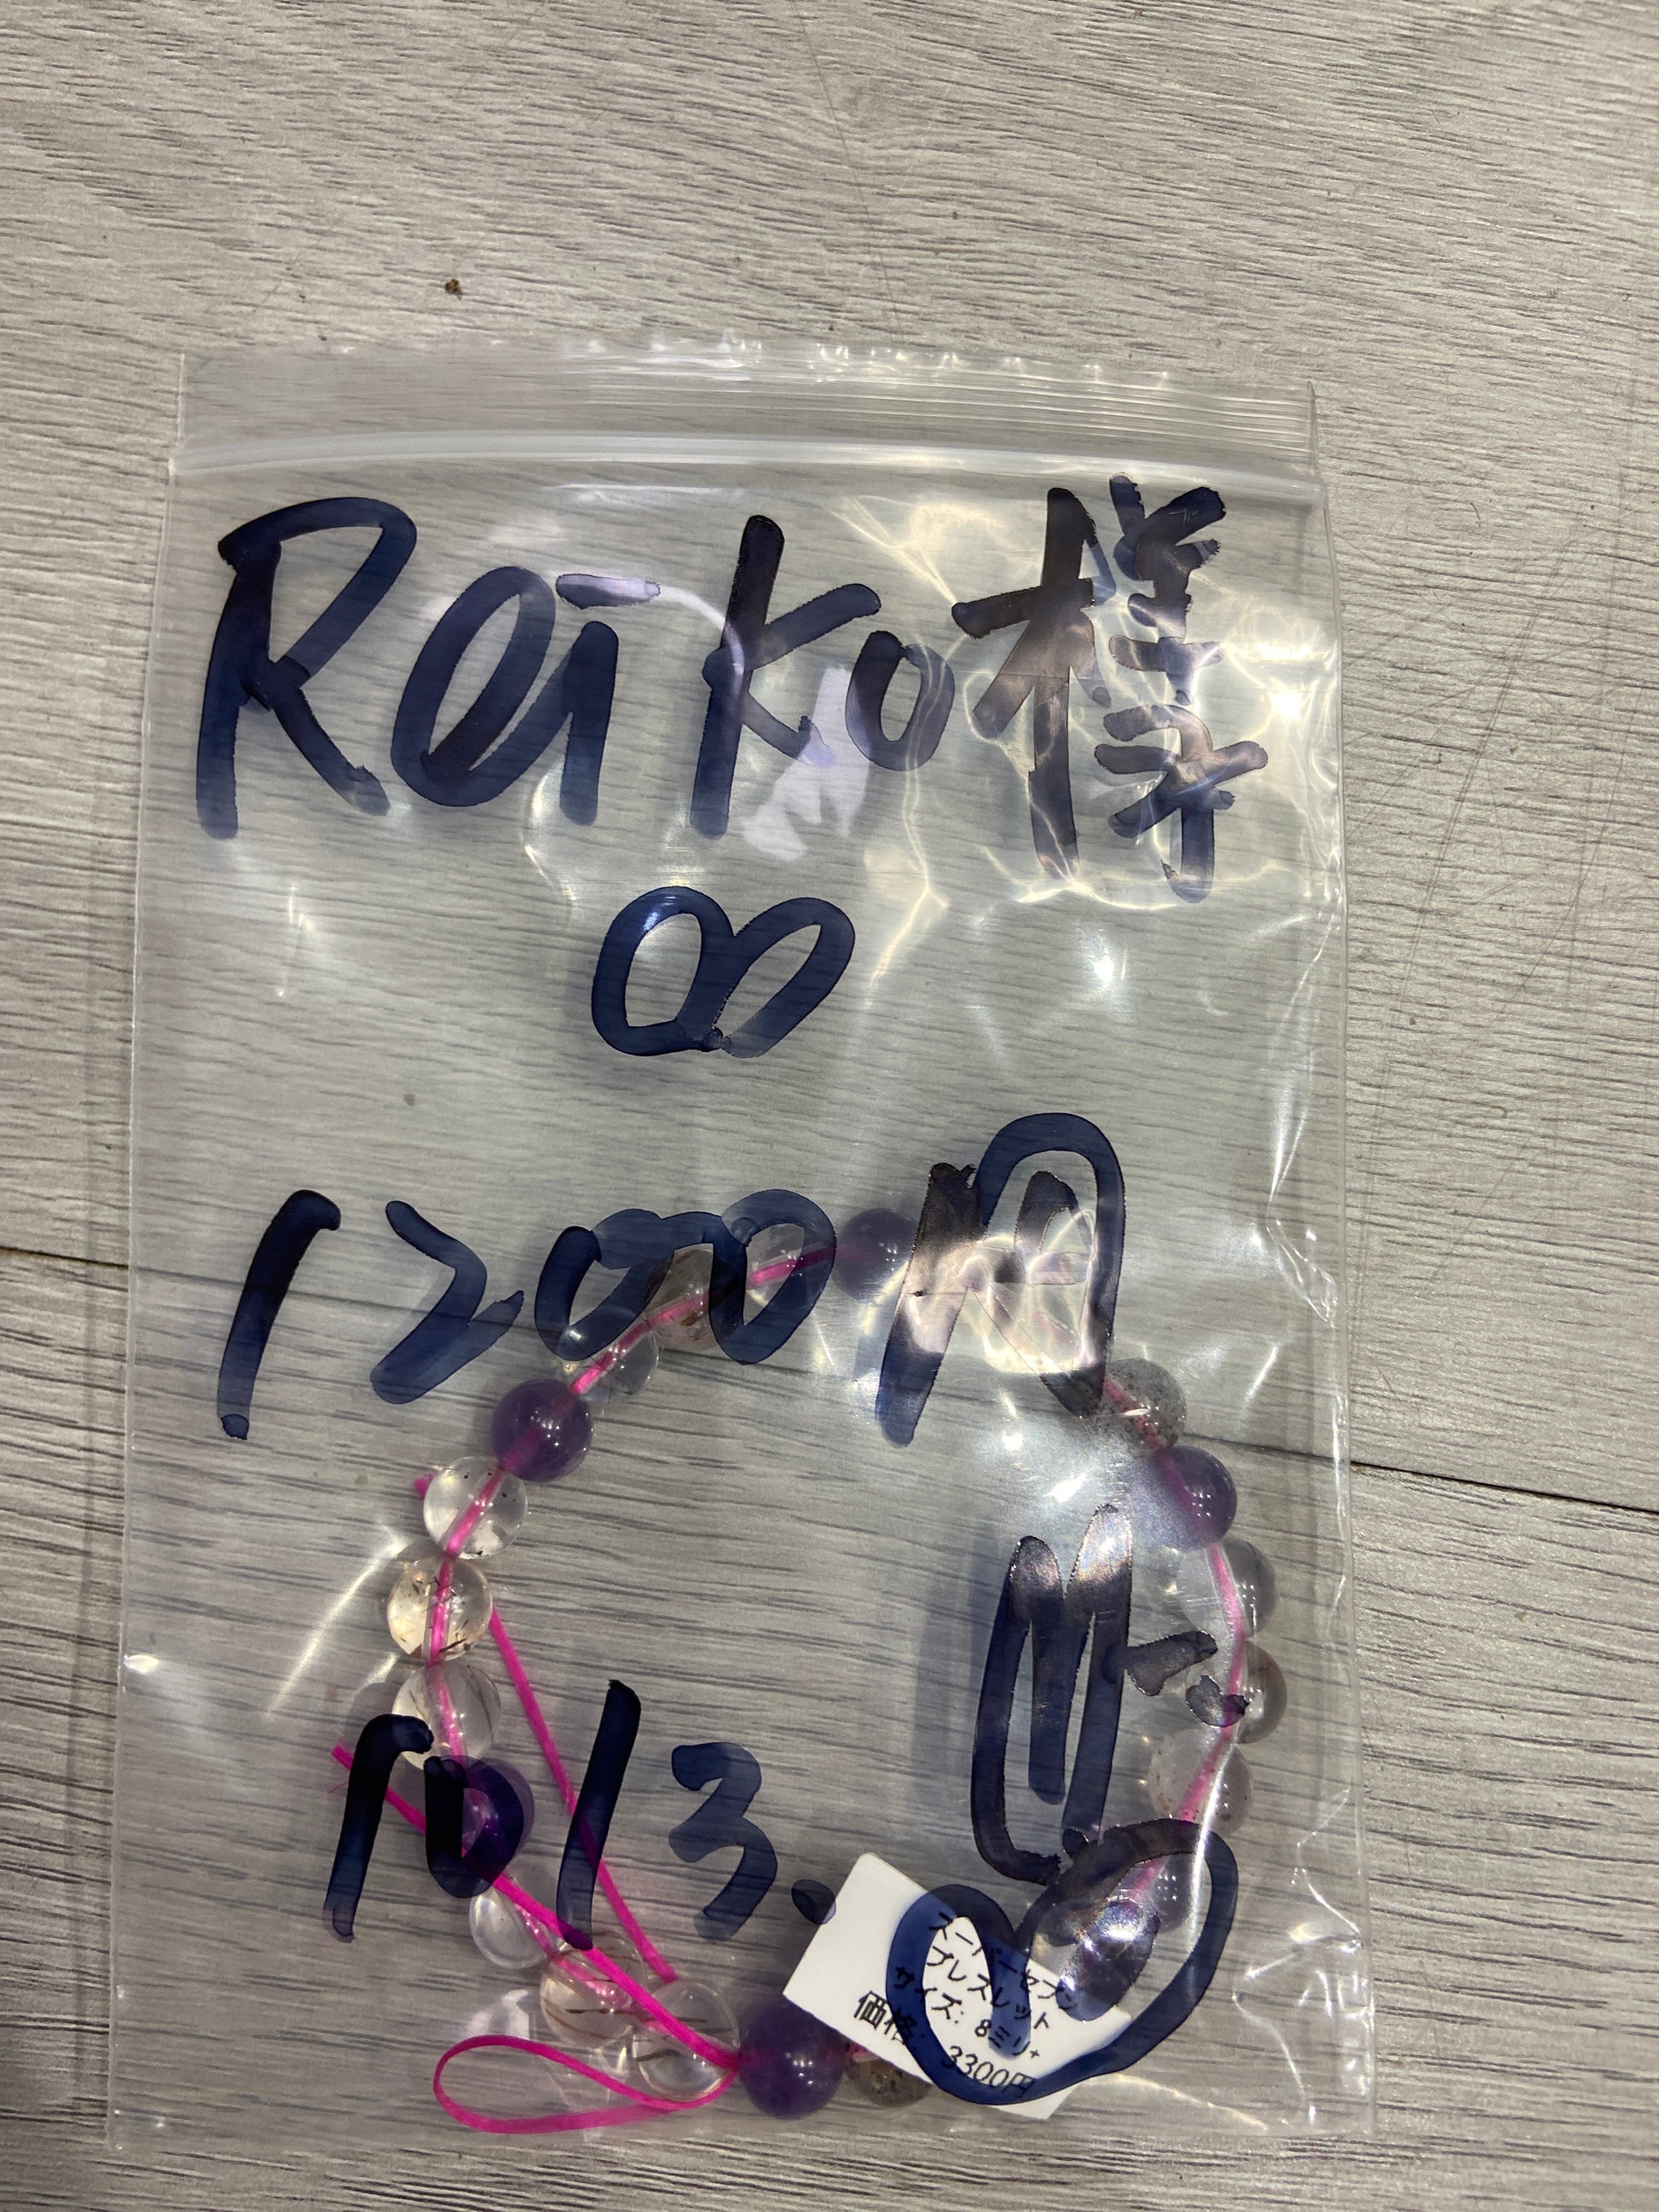 Reiko様
8
1200円
10/3.
スーパーセブン
ブレスレット
サイズ: 8ミリ+
価格: 3300円